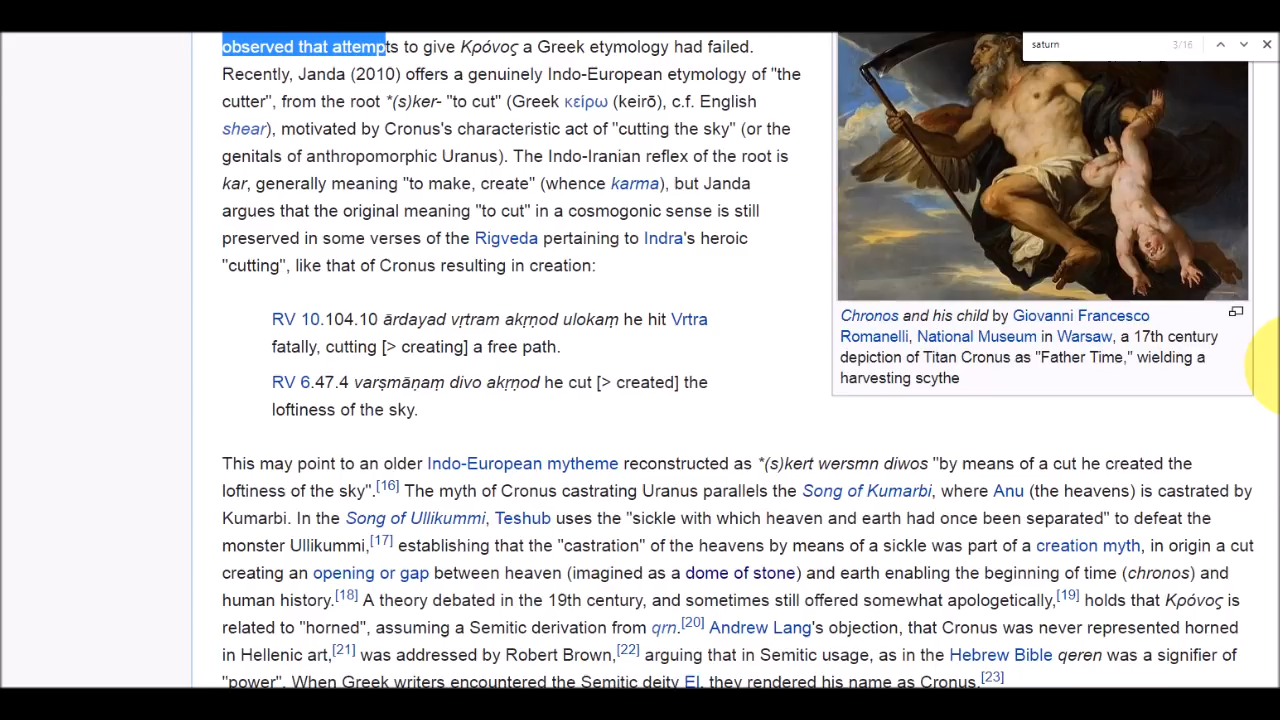 observed that attempts to give Κρόνος a Greek etymology had failed.
Recently, Janda (2010) offers a genuinely Indo-European etymology of "the
cutter", from the root *(s)ker- "to cut" (Greek κείρω (keirō), c.f. English
shear), motivated by Cronus's characteristic act of "cutting the sky" (or the
genitals of anthropomorphic Uranus). The Indo-Iranian reflex of the root is
kar, generally meaning "to make, create" (whence karma), but Janda
argues that the original meaning "to cut" in a cosmogonic sense is still
preserved in some verses of the Rigveda pertaining to Indra's heroic
"cutting", like that of Cronus resulting in creation:
RV 10.104.10 ārdayad vṛtram akṛṇod ulokaṃ he hit Vrtra
fatally, cutting [> creating] a free path.
RV 6.47.4 varṣmāṇaṃ divo akṛṇod he cut [> created] the
loftiness of the sky.
This may point to an older Indo-European mytheme reconstructed as *(s)kert wersmn diwos "by means of a cut he created the
loftiness of the sky".[16] The myth of Cronus castrating Uranus parallels the Song of Kumarbi, where Anu (the heavens) is castrated by
Kumarbi. In the Song of Ullikummi, Teshub uses the "sickle with which heaven and earth had once been separated" to defeat the
monster Ullikummi,[17] establishing that the "castration" of the heavens by means of a sickle was part of a creation myth, in origin a cut
creating an opening or gap between heaven (imagined as a dome of stone) and earth enabling the beginning of time (chronos) and
human history.[18] A theory debated in the 19th century, and sometimes still offered somewhat apologetically,[19] holds that Κρόνος is
related to "horned", assuming a Semitic derivation from qrn.[20] Andrew Lang's objection, that Cronus was never represented horned
in Hellenic art,[21] was addressed by Robert Brown,[22] arguing that in Semitic usage, as in the Hebrew Bible qeren was a signifier of
"power". When Greek writers encountered the Semitic deity El, they rendered his name as Cronus.[23]
saturn 3/16
Chronos and his child by Giovanni Francesco
Romanelli, National Museum in Warsaw, a 17th century
depiction of Titan Cronus as "Father Time," wielding a
harvesting scythe